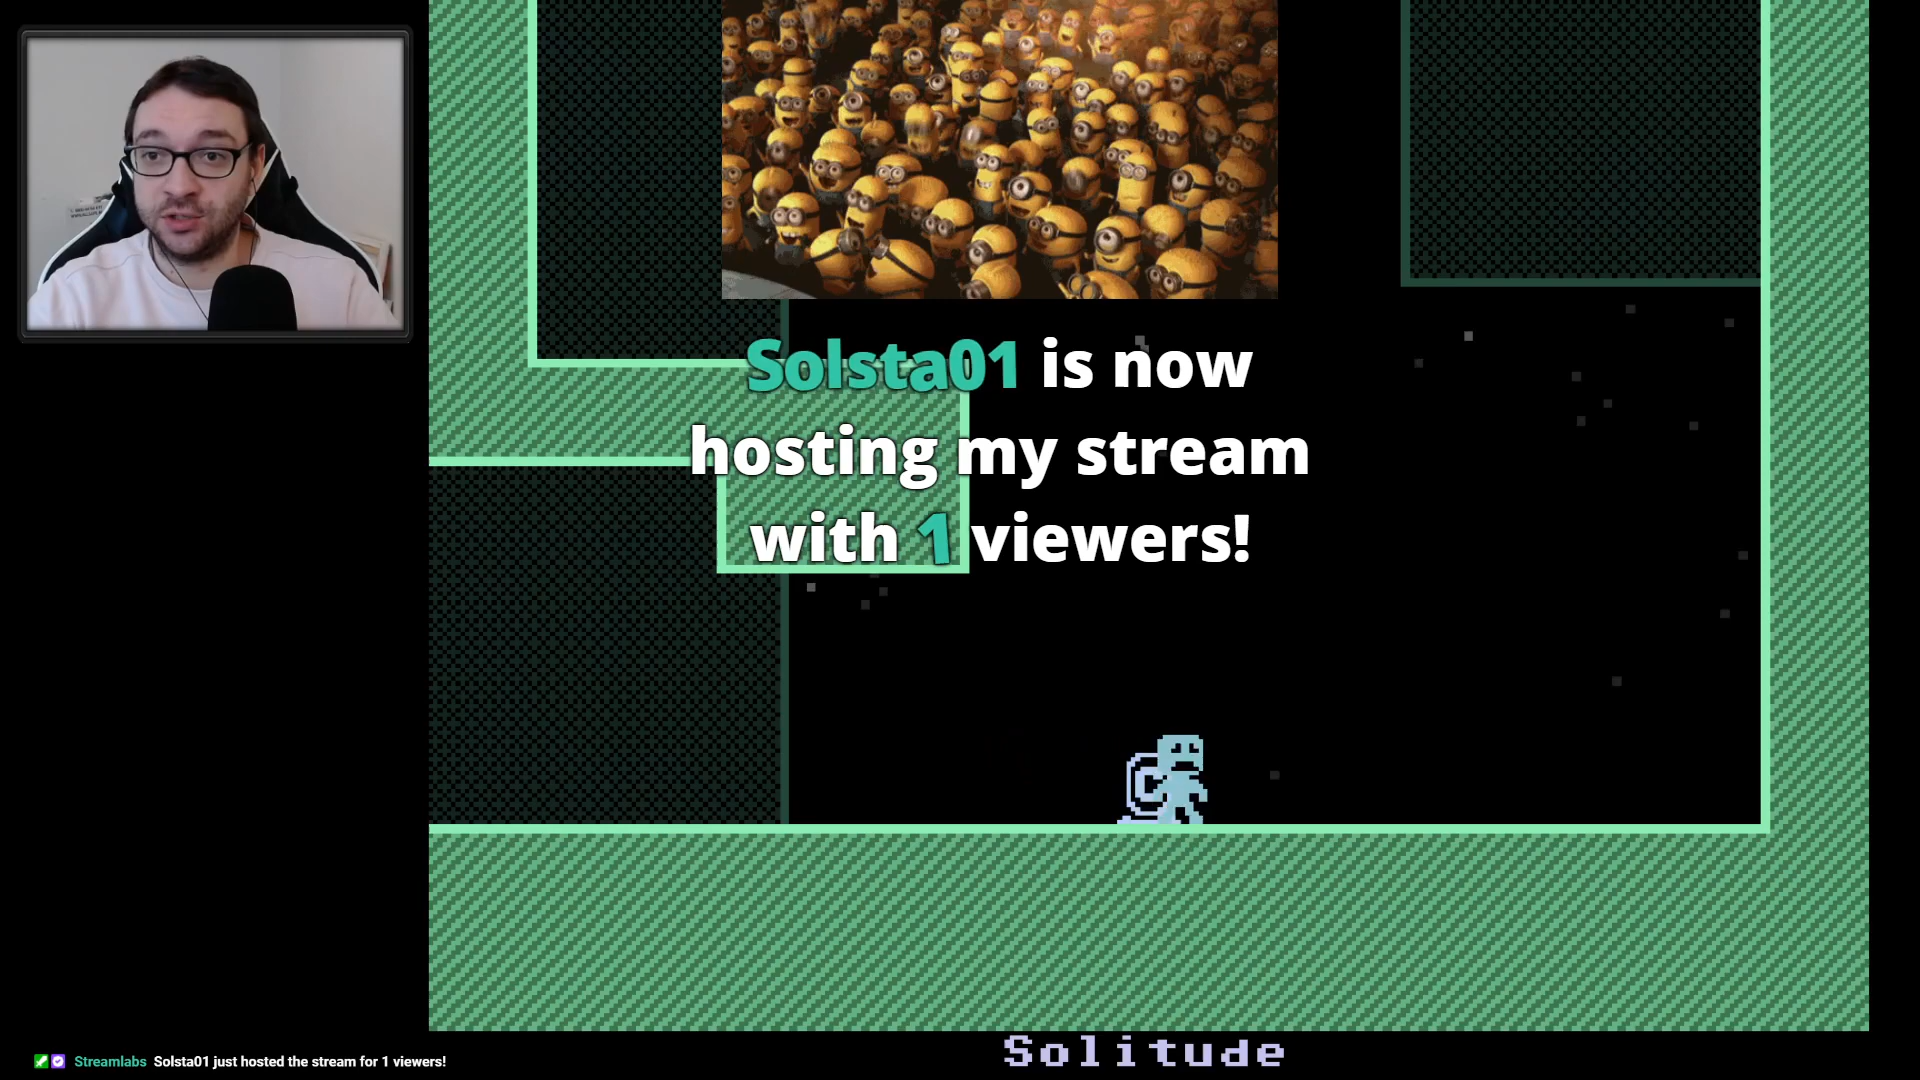 Solsta01 is now
hosting my stream
with 1 viewers!
Solitude
Streamlabs Solsta01 just hosted the stream for 1 viewers!